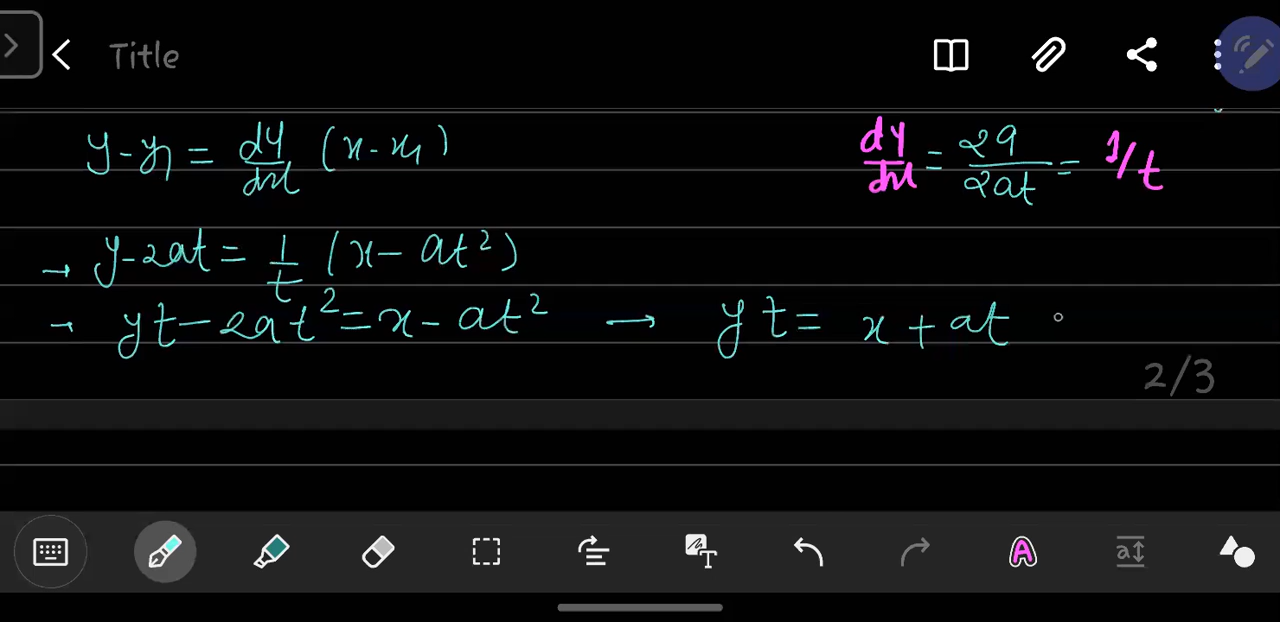 Title
y-y1 = dy/dx (x-x1)
dy/dx = 2a/2at = 1/t
→ y-2at = 1/t (x- at²)
→ yt-2at²=x-at² → yt= x+at
2/3
T
A
a